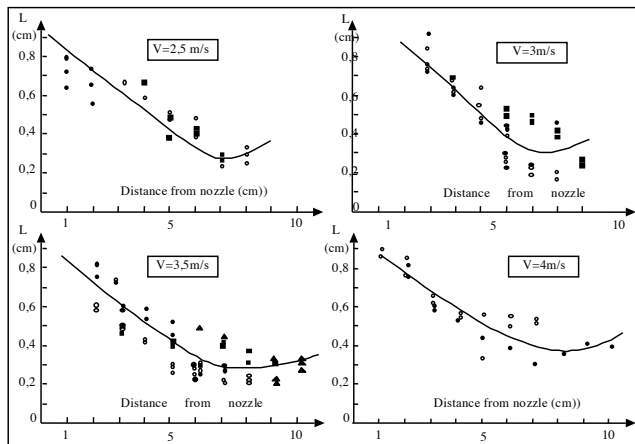 L
(cm)
V=2,5 m/s
0,8
0,6
0,4
0,2
0
Distance from nozzle (cm))
1
5
10
L
(cm)
V=3m/s
0,8
0,6
0,4
0,2
0
Distance from nozzle
1
5
10
L
(cm)
V=3,5m/s
0,8
0,6
0,4
0,2
0
Distance from nozzle
1
5
10
L
(cm)
V=4m/s
0,8
0,6
0,4
0,2
0
Distance from nozzle (cm))
1
5
10